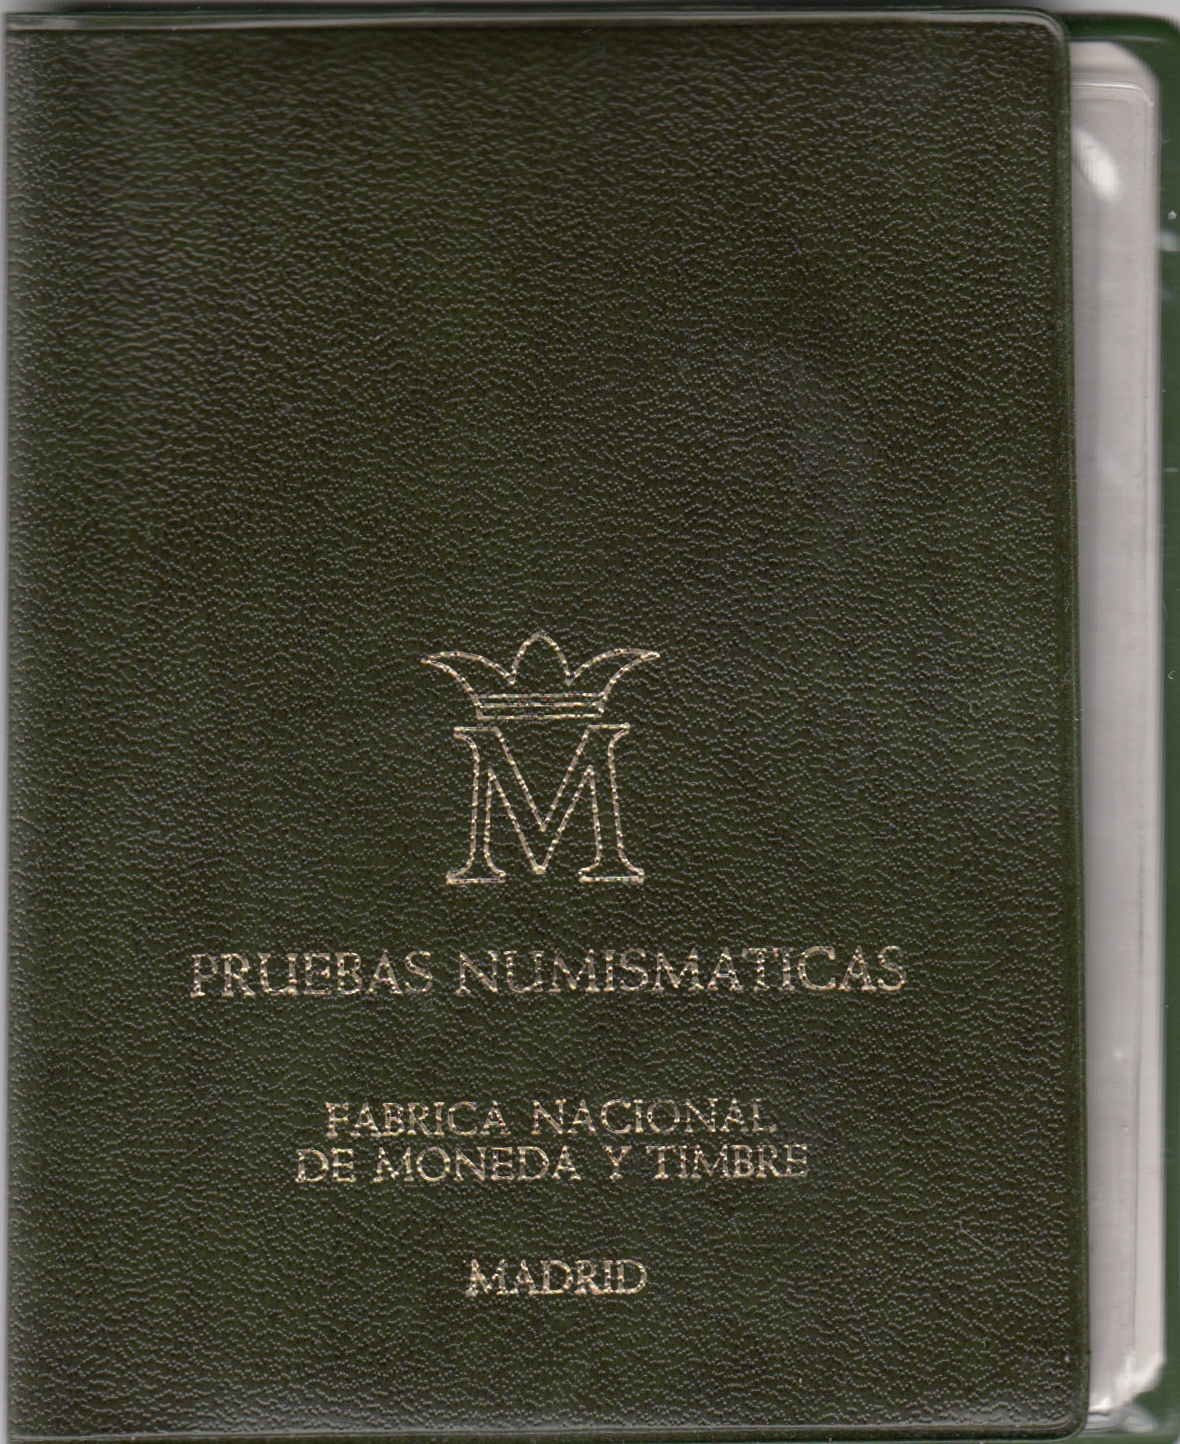 M
PRUEBAS NUMISMATICAS
FABRICA NACIONAL
DE MONEDA Y TIMBRE
MADRID